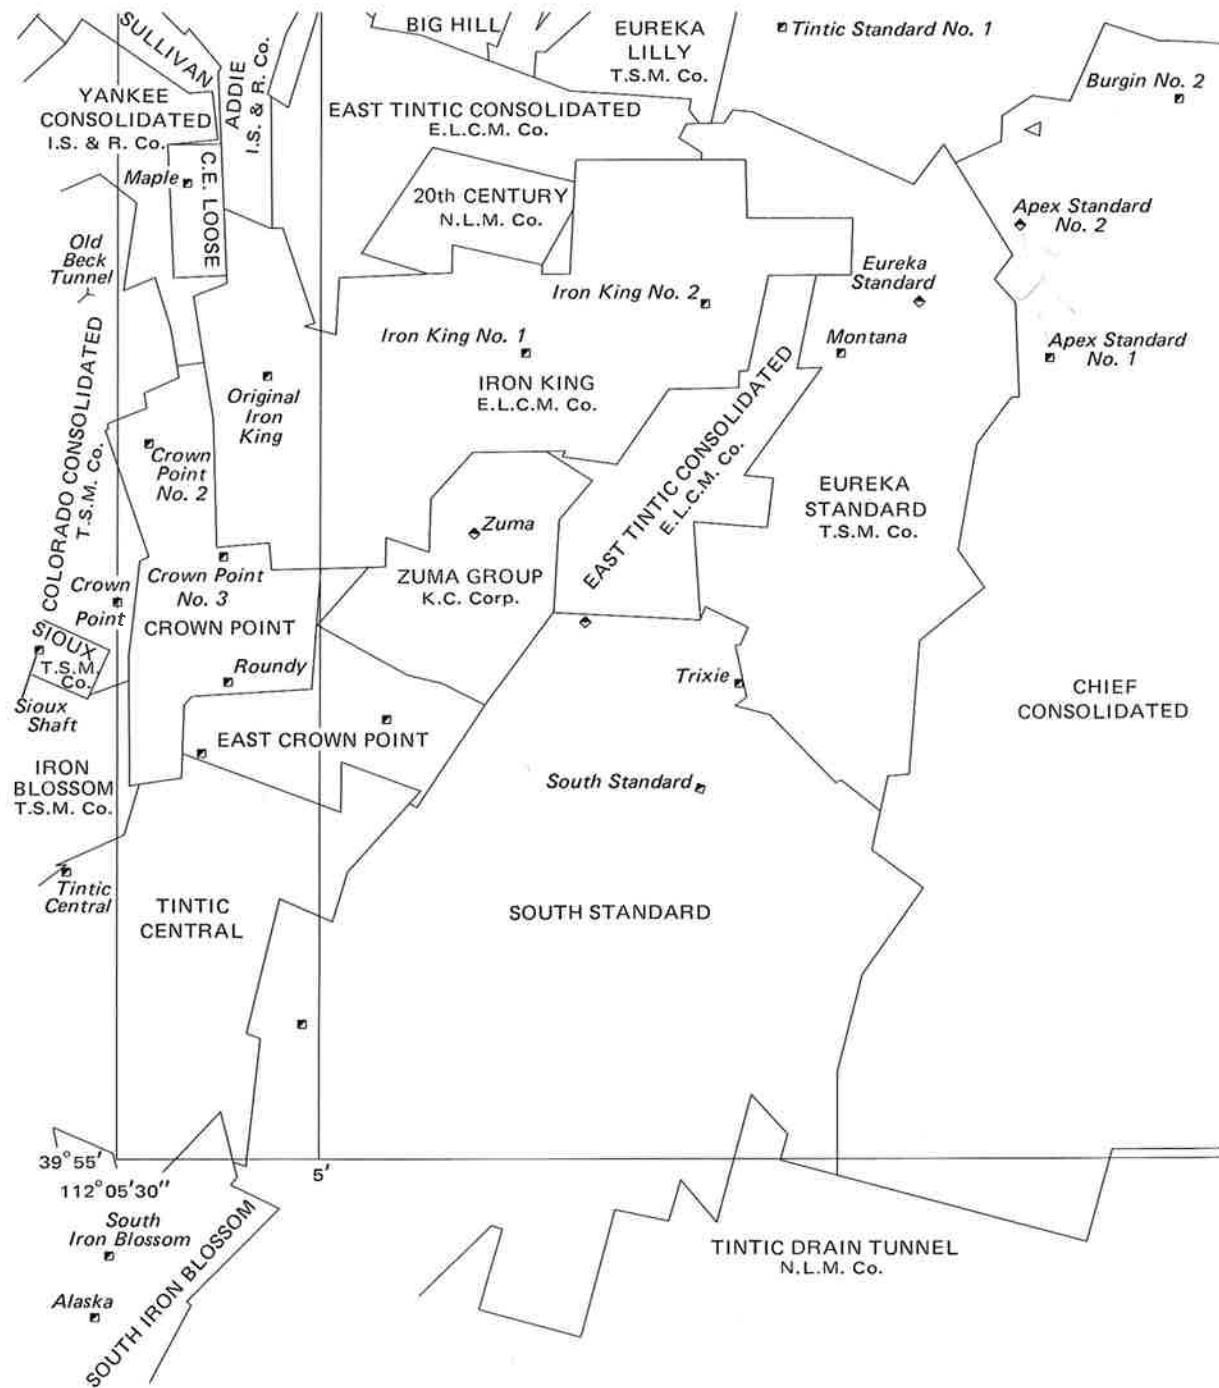 SULLIVAN
ADDIE
I.S. & R. Co.
BIG HILL
EUREKA
LILLY
T.S.M. Co.
Tintic Standard No. 1
Burgin No. 2
YANKEE
CONSOLIDATED
I.S. & R. Co.
EAST TINTIC CONSOLIDATED
E.L.C.M. Co.
Maple
C.E. LOOSE
20th CENTURY
N.L.M. Co.
Apex Standard
No. 2
Old
Beck
Tunnel
Eureka
Standard
Iron King No. 2
Iron King No. 1
Montana
Apex Standard
No. 1
IRON KING
E.L.C.M. Co.
Original
Iron
King
COLORADO CONSOLIDATED
T.S.M. Co.
Crown
Point
No. 2
EAST TINTIC CONSOLIDATED
E.L.C.M. Co.
EUREKA
STANDARD
T.S.M. Co.
Zuma
ZUMA GROUP
K.C. Corp.
Crown Point
No. 3
Crown
Point
CROWN POINT
SIOUX
T.S.M.
Co.
Roundy
Trixie
Sioux
Shaft
CHIEF
CONSOLIDATED
EAST CROWN POINT
IRON
BLOSSOM
T.S.M. Co.
South Standard
Tintic
Central
TINTIC
CENTRAL
SOUTH STANDARD
39°55'
5'
112°05'30"
South
Iron Blossom
SOUTH IRON BLOSSOM
TINTIC DRAIN TUNNEL
N.L.M. Co.
Alaska